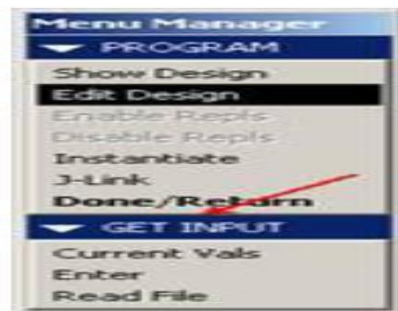 Menu Manager
PROGRAM
Show Design
Edit Design
Enable Repls
Disable Repls
Instantiate
J-Link
Done/Return
GET INPUT
Current Vals
Enter
Read File